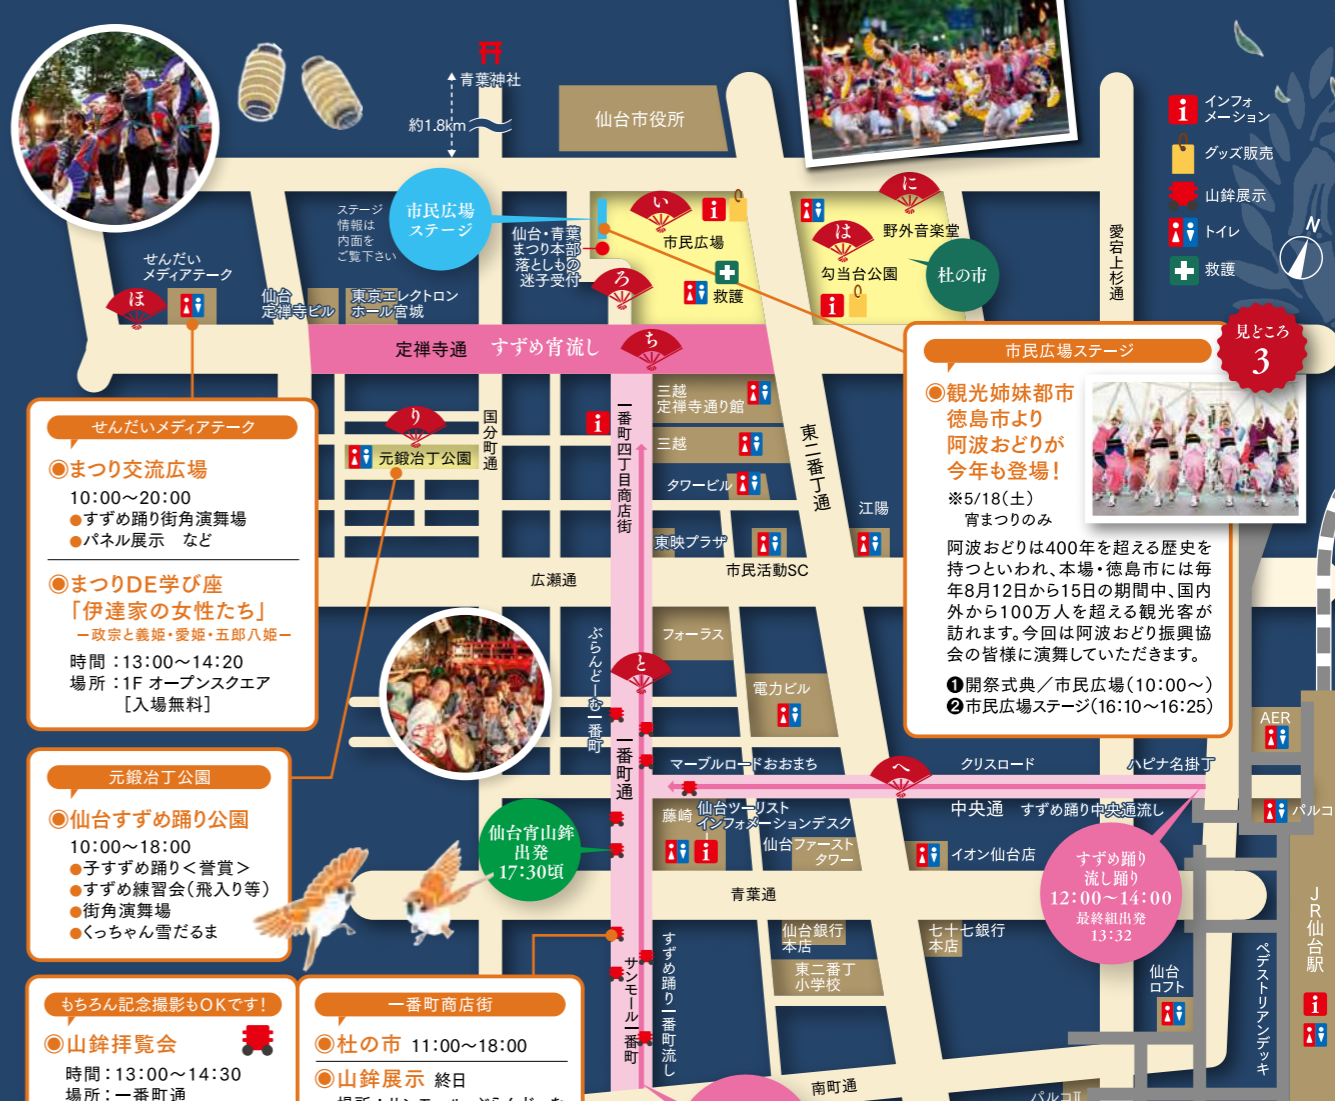 青葉神社
約1.8km
仙台市役所
インフォ
メーション
グッズ販売
山鉾展示
トイレ
救護
N
ステージ
情報は
内面を
ご覧下さい
市民広場
ステージ
仙台・青葉
まつり本部
落としもの
迷子受付
い
市民広場
ろ
救護
に
野外音楽堂
は
勾当台公園
杜の市
愛宕上杉通
せんだい
メディアテーク
ほ
仙台
定禅寺ビル
東京エレクトロン
ホール宮城
定禅寺通
すずめ宵流し
ち
り
元鍛冶丁公園
国分町通
一番町四丁目商店街
三越
定禅寺通り館
三越
タワービル
東映プラザ
市民活動SC
東二番丁通
江陽
広瀬通
見どころ
3
市民広場ステージ
◉観光姉妹都市
徳島市より
阿波おどりが
今年も登場!
※5/18(土)
宵まつりのみ
阿波おどりは400年を超える歴史を
持つといわれ、本場・徳島市には毎
年8月12日から15日の期間中、国内
外から100万人を超える観光客が
訪れます。今回は阿波おどり振興協
会の皆様に演舞していただきます。
❶開祭式典/市民広場(10:00〜)
❷市民広場ステージ(16:10〜16:25)
せんだいメディアテーク
◉まつり交流広場
10:00〜20:00
●すずめ踊り街角演舞場
●パネル展示 など
◉まつりDE学び座
「伊達家の女性たち」
ー政宗と義姫・愛姫・五郎八姫ー
時間:13:00〜14:20
場所:1F オープンスクエア
[入場無料]
元鍛冶丁公園
◉仙台すずめ踊り公園
10:00〜18:00
●子すずめ踊り<誉賞>
●すずめ練習会(飛入り等)
●街角演舞場
●くっちゃん雪だるま
ぶらんどーむ一番町
フォーラス
と
電力ビル
一番町通
マーブルロードおおまち
へ
クリスロード
ハピナ名掛丁
AER
パルコ
中央通
すずめ踊り中央通流し
藤崎
仙台ツーリスト
インフォメーションデスク
仙台ファースト
タワー
イオン仙台店
仙台宵山鉾
出発
17:30頃
すずめ踊り
流し踊り
12:00〜14:00
最終組出発
13:32
青葉通
仙台銀行
本店
七十七銀行
本店
東二番丁
小学校
仙台
ロフト
JR仙台駅
ペデストリアンデッキ
サンモール一番町
すずめ踊り一番町流し
南町通
パルコⅡ
もちろん記念撮影もOKです!
◉山鉾拝覧会
時間:13:00〜14:30
場所:一番町通
一番町商店街
◉杜の市 11:00〜18:00
◉山鉾展示 終日